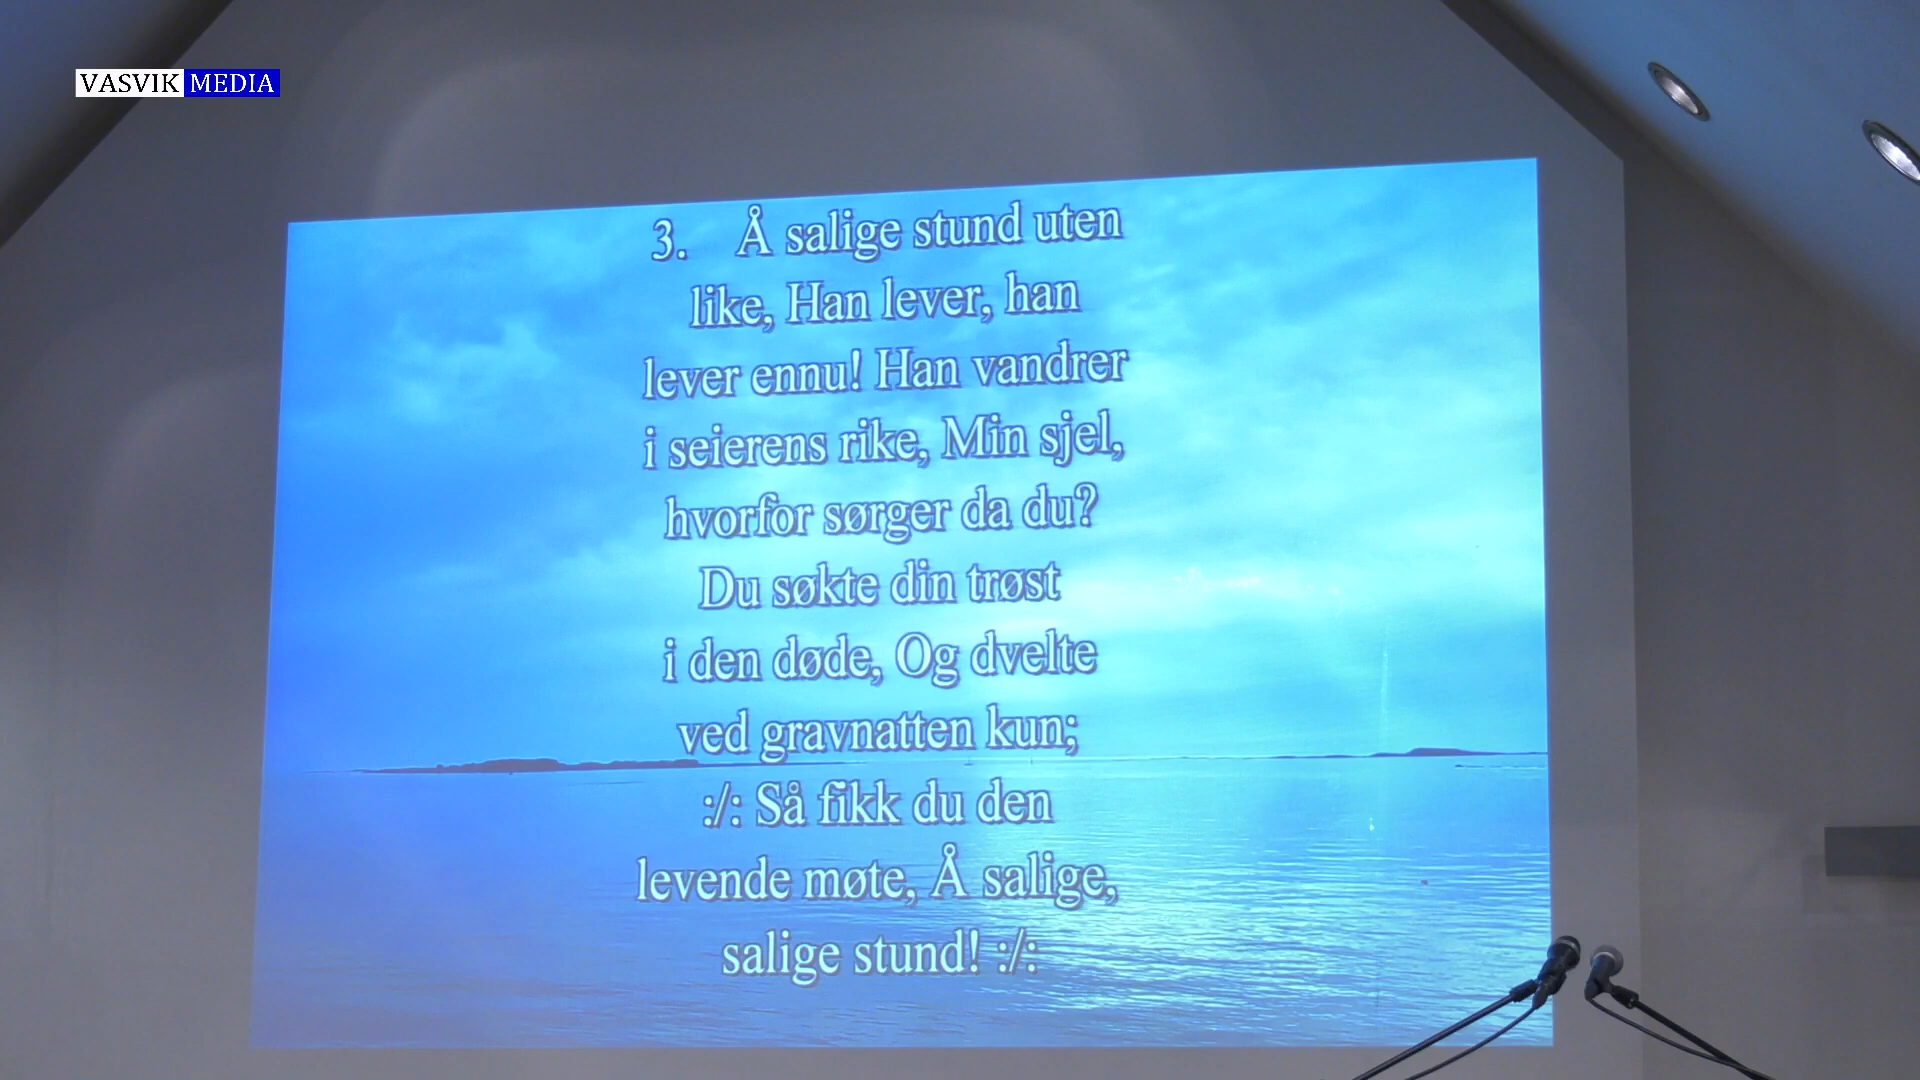 VASVIK MEDIA
3. Å salige stund uten
like, Han lever, han
lever ennu! Han vandrer
i seierens rike, Min sjel,
hvorfor sørger da du?
Du søkte din trøst
i den døde, Og dvelte
ved gravnatten kun;
:/: Så fikk du den
levende møte, Å salige,
salige stund! :/: